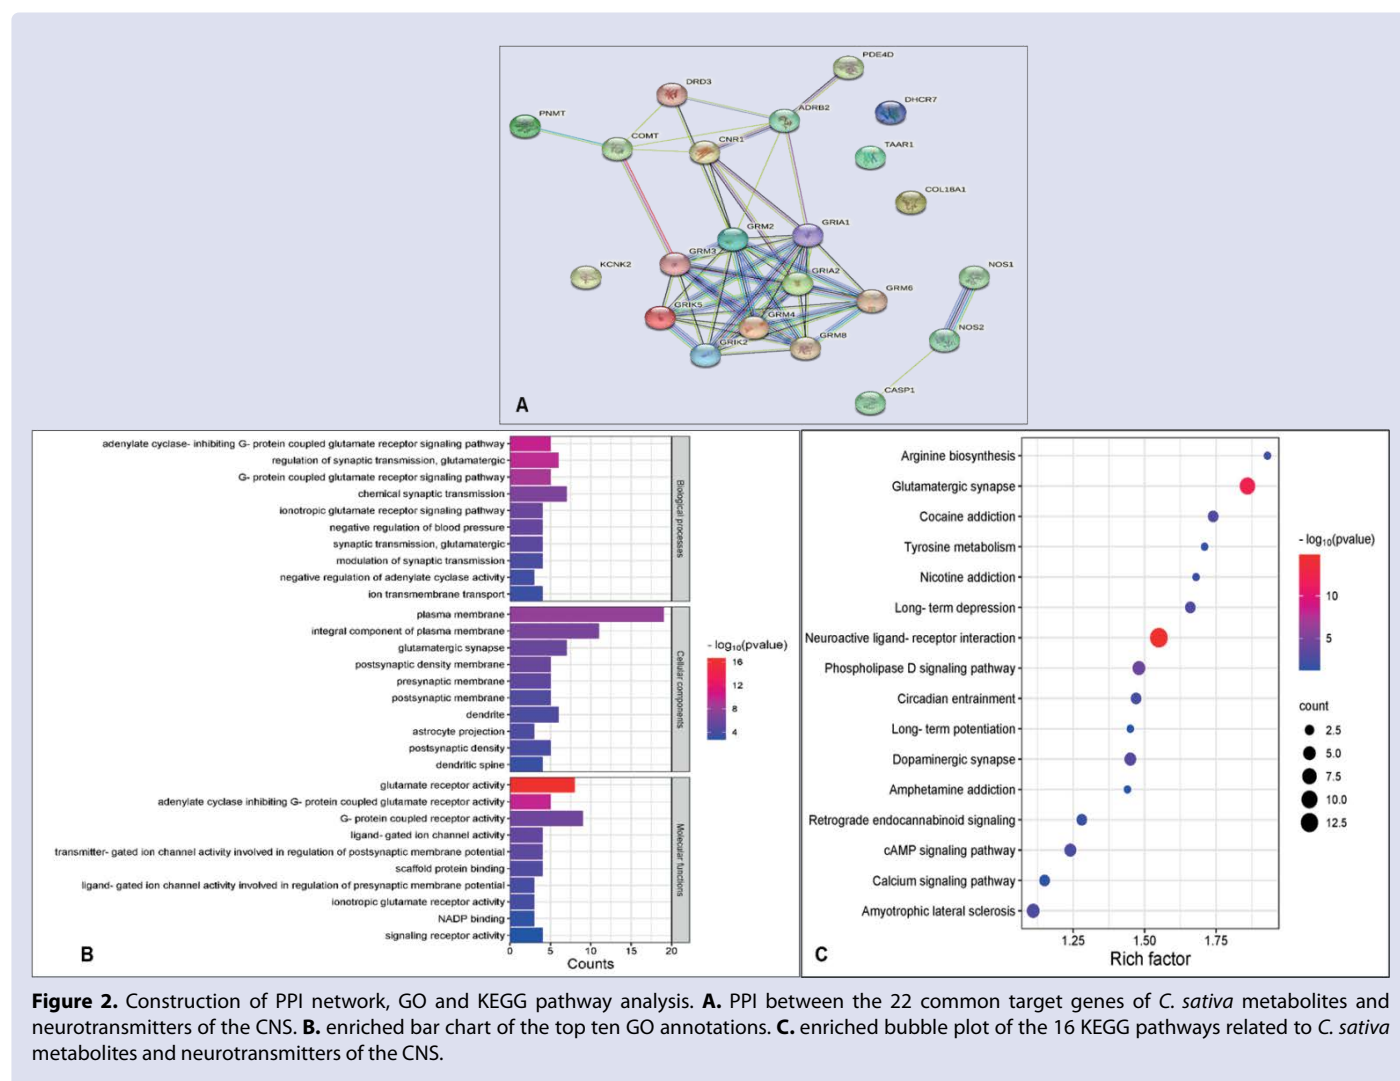 PDE4D
DRD3
DHCR7
ADRB2
PNMT
COMT
CNR1
TAAR1
COL18A1
GRM2
GRIA1
GRM3
KCNK2
GRIA2
NOS1
GRM6
GRIK5
GRM4
NOS2
GRIK2
GRM8
CASP1
A
adenylate cyclase- inhibiting G- protein coupled glutamate receptor signaling pathway
regulation of synaptic transmission, glutamatergic
G- protein coupled glutamate receptor signaling pathway
chemical synaptic transmission
ionotropic glutamate receptor signaling pathway
negative regulation of blood pressure
synaptic transmission, glutamatergic
modulation of synaptic transmission
negative regulation of adenylate cyclase activity
ion transmembrane transport
Biological processes
plasma membrane
integral component of plasma membrane
glutamatergic synapse
postsynaptic density membrane
presynaptic membrane
postsynaptic membrane
dendrite
astrocyte projection
postsynaptic density
dendritic spine
Cellular components
glutamate receptor activity
adenylate cyclase inhibiting G- protein coupled glutamate receptor activity
G- protein coupled receptor activity
ligand- gated ion channel activity
transmitter- gated ion channel activity involved in regulation of postsynaptic membrane potential
scaffold protein binding
ligand- gated ion channel activity involved in regulation of presynaptic membrane potential
ionotropic glutamate receptor activity
NADP binding
signaling receptor activity
Molecular functions
0 5 10 15 20
Counts
- log10(pvalue)
16
12
8
4
B
Arginine biosynthesis
Glutamatergic synapse
Cocaine addiction
Tyrosine metabolism
Nicotine addiction
Long- term depression
Neuroactive ligand- receptor interaction
Phospholipase D signaling pathway
Circadian entrainment
Long- term potentiation
Dopaminergic synapse
Amphetamine addiction
Retrograde endocannabinoid signaling
cAMP signaling pathway
Calcium signaling pathway
Amyotrophic lateral sclerosis
1.25 1.50 1.75
Rich factor
- log10(pvalue)
10
5
count
2.5
5.0
7.5
10.0
12.5
C
Figure 2. Construction of PPI network, GO and KEGG pathway analysis. A. PPI between the 22 common target genes of C. sativa metabolites and
neurotransmitters of the CNS. B. enriched bar chart of the top ten GO annotations. C. enriched bubble plot of the 16 KEGG pathways related to C. sativa
metabolites and neurotransmitters of the CNS.